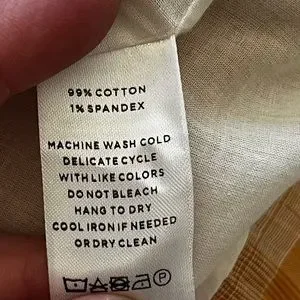 99% COTTON
1% SPANDEX
MACHINE WASH COLD
DELICATE CYCLE
WITH LIKE COLORS
DO NOT BLEACH
HANG TO DRY
COOL IRON IF NEEDED
OR DRY CLEAN
P